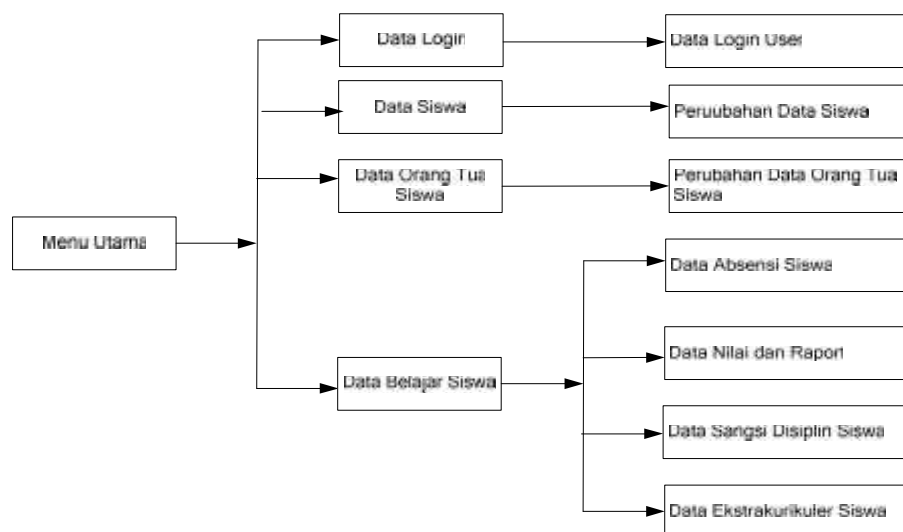 Data Login
Data Login User
Data Siswa
Peruubahan Data Siswa
Data Orang Tua
Siswa
Perubahan Data Orang Tua
Siswa
Menu Utama
Data Absensi Siswa
Data Nilai dan Raport
Data Belajar Siswa
Data Sangsi Disiplin Siswa
Data Ekstrakurikuler Siswa